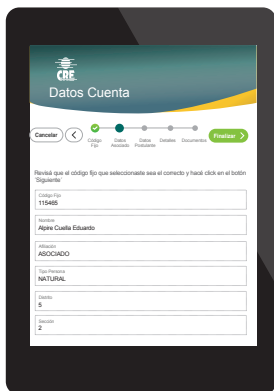 CRE
Datos Cuenta
Cancelar
Código Fijo
Datos Asociado
Datos Postulante
Detalles
Documentos
Finalizar
Revisá que el código fijo que seleccionaste sea el correcto y hacé click en el botón
'Siguiente'
Código Fijo
115465
Nombre
Alpire Cuella Eduardo
Afiliación
ASOCIADO
Tipo Persona
NATURAL
Distrito
5
Sección
2